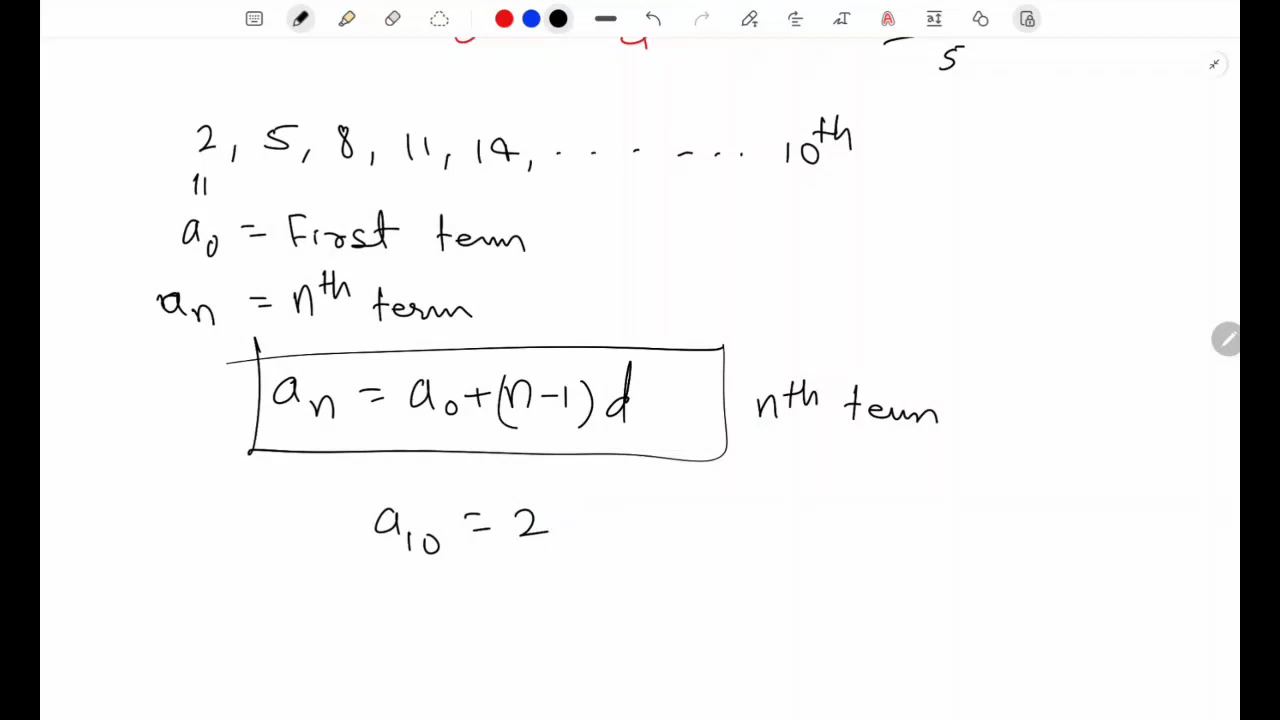 5
2, 5, 8, 11, 14, . . . - . . . 10th
11
a0 = First term
an = nth term
an = a0+(n-1)d nth term
a10 = 2